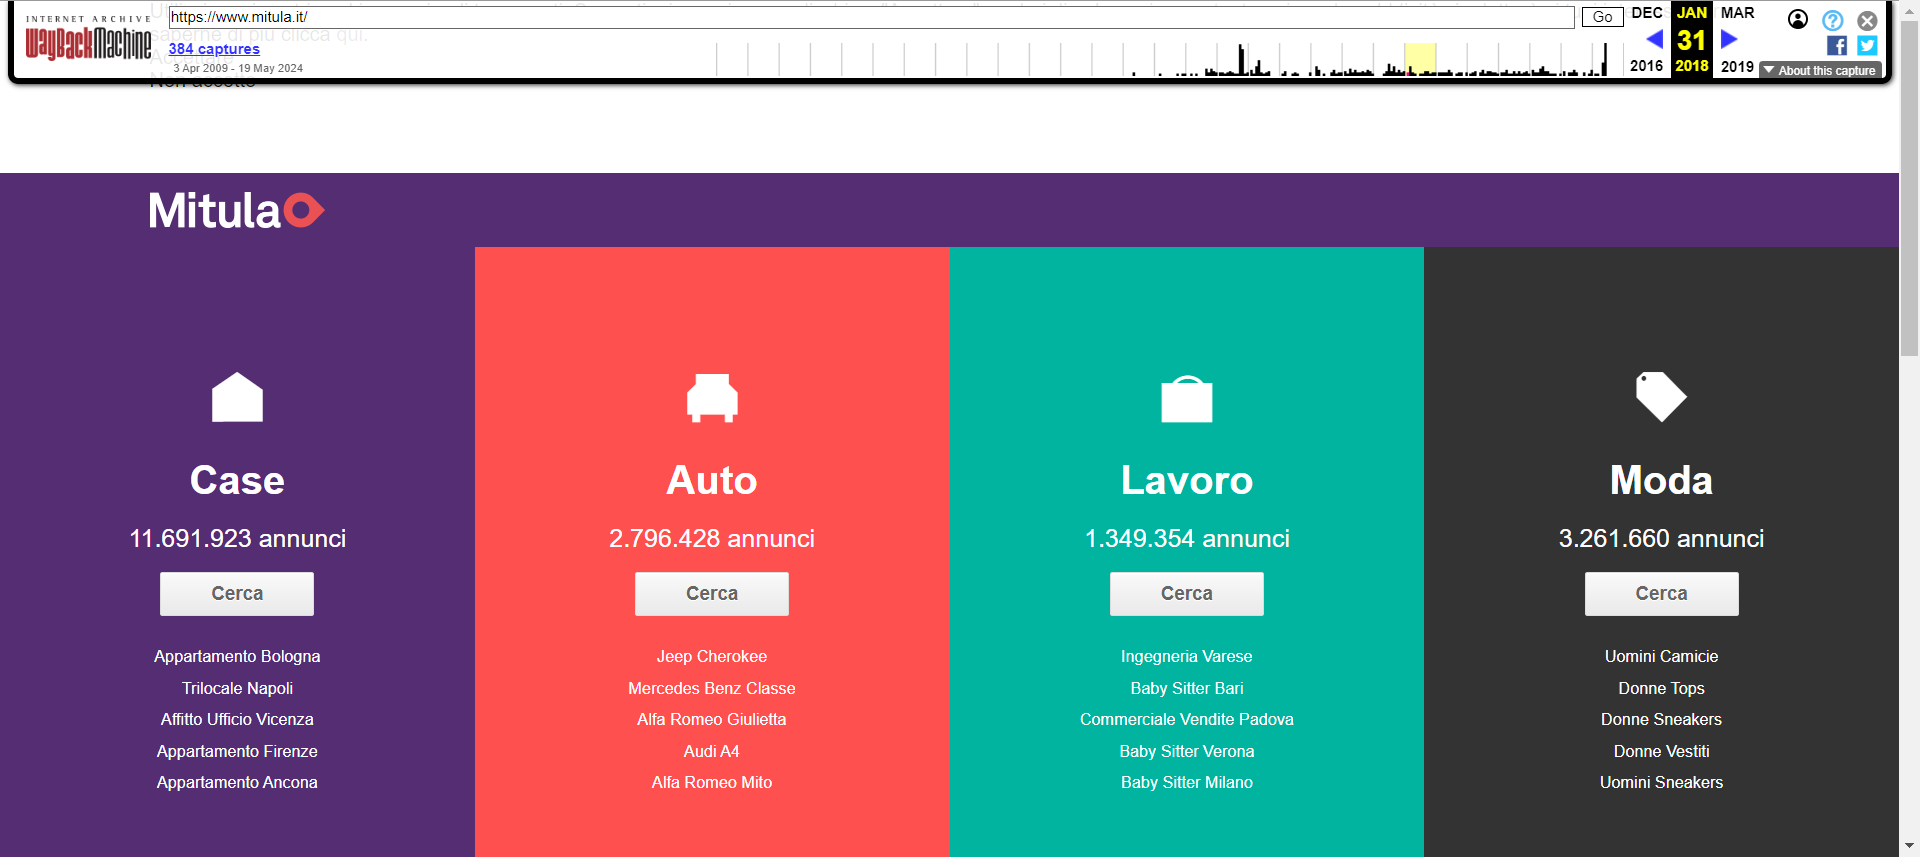 INTERNET ARCHIVE
WayBackMachine
https://www.mitula.it/
Go
384 captures
3 Apr 2009 - 19 May 2024
DEC
JAN
MAR
31
2016
2018
2019
About this capture
saperne di più clicca qui.
Accettare
Non accetto
Mitula
Case
11.691.923 annunci
Cerca
Appartamento Bologna
Trilocale Napoli
Affitto Ufficio Vicenza
Appartamento Firenze
Appartamento Ancona
Auto
2.796.428 annunci
Cerca
Jeep Cherokee
Mercedes Benz Classe
Alfa Romeo Giulietta
Audi A4
Alfa Romeo Mito
Lavoro
1.349.354 annunci
Cerca
Ingegneria Varese
Baby Sitter Bari
Commerciale Vendite Padova
Baby Sitter Verona
Baby Sitter Milano
Moda
3.261.660 annunci
Cerca
Uomini Camicie
Donne Tops
Donne Sneakers
Donne Vestiti
Uomini Sneakers